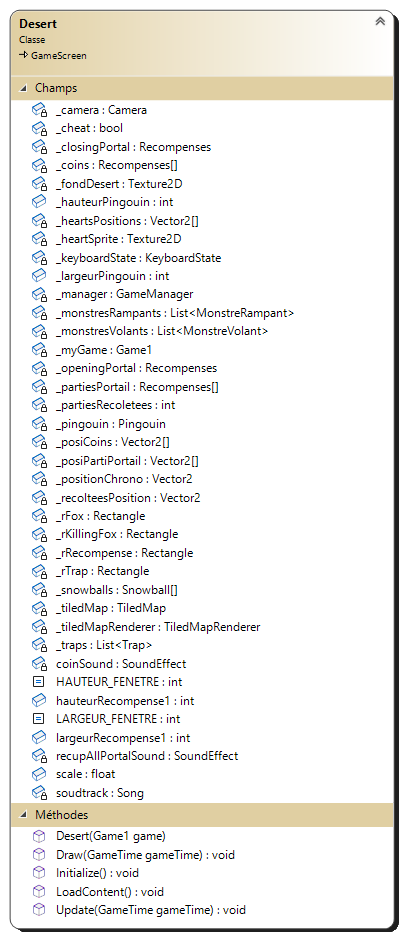 Desert
Classe
→ GameScreen
Champs
_camera : Camera
_cheat : bool
_closingPortal : Recompenses
_coins : Recompenses[]
_fondDesert : Texture2D
_hauteurPingouin : int
_heartsPositions : Vector2[]
_heartSprite : Texture2D
_keyboardState : KeyboardState
_largeurPingouin : int
_manager : GameManager
_monstresRampants : List<MonstreRampant>
_monstresVolants : List<MonstreVolant>
_myGame : Game1
_openingPortal : Recompenses
_partiesPortail : Recompenses[]
_partiesRecoletees : int
_pingouin : Pingouin
_posiCoins : Vector2[]
_posiPartiPortail : Vector2[]
_positionChrono : Vector2
_recolteesPosition : Vector2
_rFox : Rectangle
_rKillingFox : Rectangle
_rRecompense : Rectangle
_rTrap : Rectangle
_snowballs : Snowball[]
_tiledMap : TiledMap
_tiledMapRenderer : TiledMapRenderer
_traps : List<Trap>
coinSound : SoundEffect
HAUTEUR_FENETRE : int
hauteurRecompense1 : int
LARGEUR_FENETRE : int
largeurRecompense1 : int
recupAllPortalSound : SoundEffect
scale : float
soudtrack : Song
Méthodes
Desert(Game1 game)
Draw(GameTime gameTime) : void
Initialize() : void
LoadContent() : void
Update(GameTime gameTime) : void